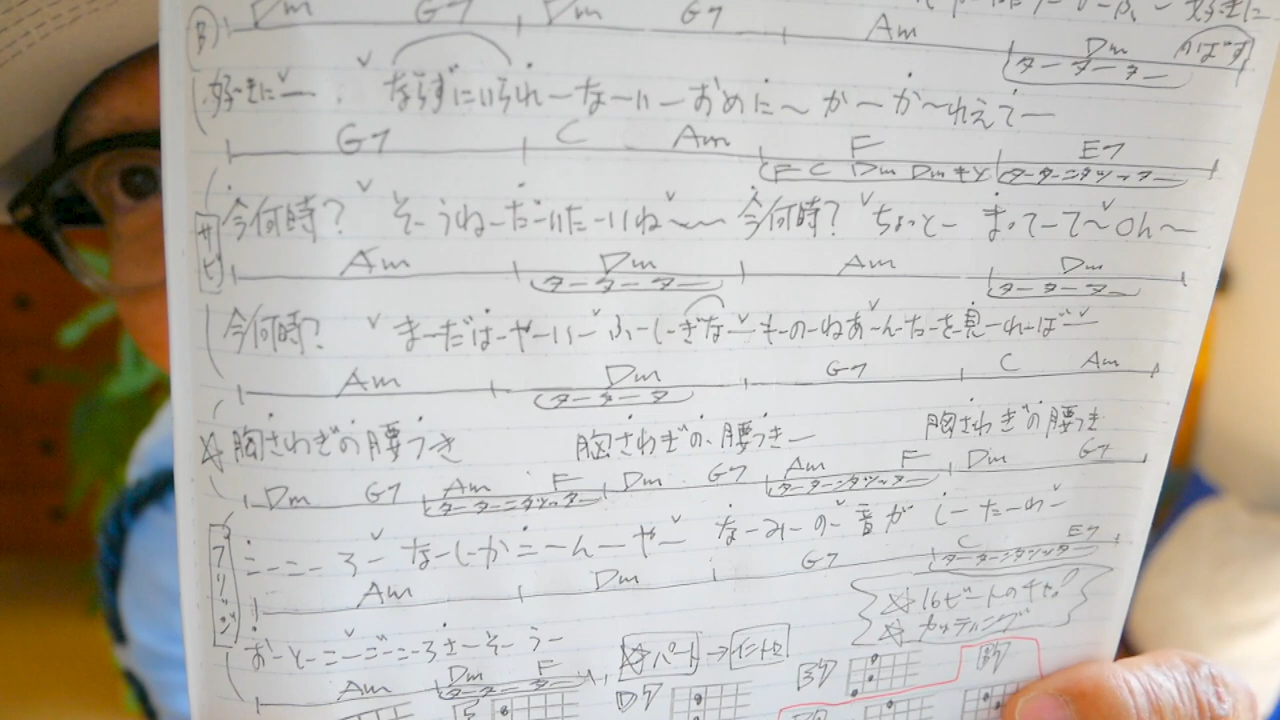 Dm G7 Dm G7 Am Dm のばす
B
ターターター
好ーきにー ならずにいられーなーいーおめに〜かーか〜れえてー
G7 C Am F E7
F C Dm Dm ターターンタッッター
サビ 今何時? そーうねーだーいたーいね〜 今何時? ちょっとー まってーて〜Oh〜
Am Dm Am Dm
ターターター ターターター
今何時? まーだはーやーいー ふーしーぎなーものーねあーんたーを見ーれーばー
Am Dm G7 C Am
ターターター
☆ 胸さわぎの腰つき 胸さわぎの、腰つきー 胸さわぎの腰つき
Dm G7 Am F Dm G7 Am F Dm G7
ターターンタッッター ターターンタッッター
ブリッジ こーこーろーなーしーかこーんーやー なーみーの音がしーたーわー
Am Dm G7 C E7
ターターンタッッター
おーとーこーごーころさーそーうー
☆16ビートの
☆カッティング
☆パート→イントロ
Am Dm F
D7 B7 B7